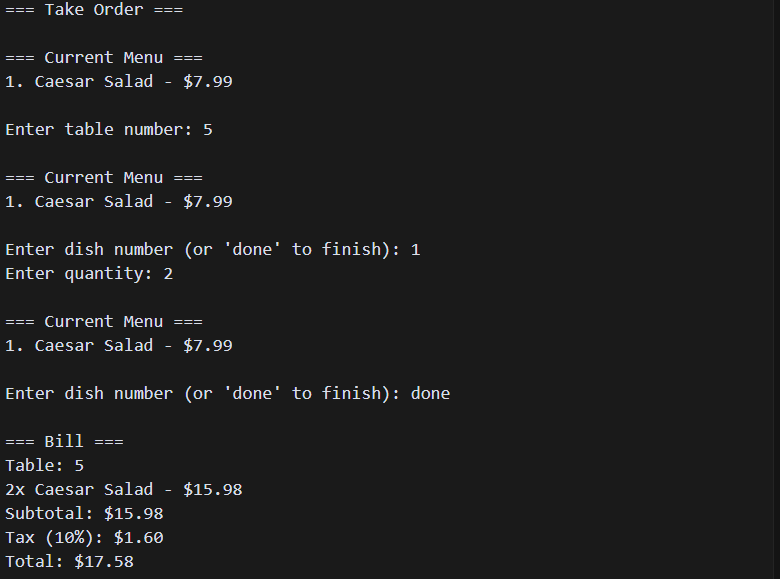 === Take Order ===
=== Current Menu ===
1. Caesar Salad - $7.99
Enter table number: 5
=== Current Menu ===
1. Caesar Salad - $7.99
Enter dish number (or 'done' to finish): 1
Enter quantity: 2
=== Current Menu ===
1. Caesar Salad - $7.99
Enter dish number (or 'done' to finish): done
=== Bill ===
Table: 5
2x Caesar Salad - $15.98
Subtotal: $15.98
Tax (10%): $1.60
Total: $17.58